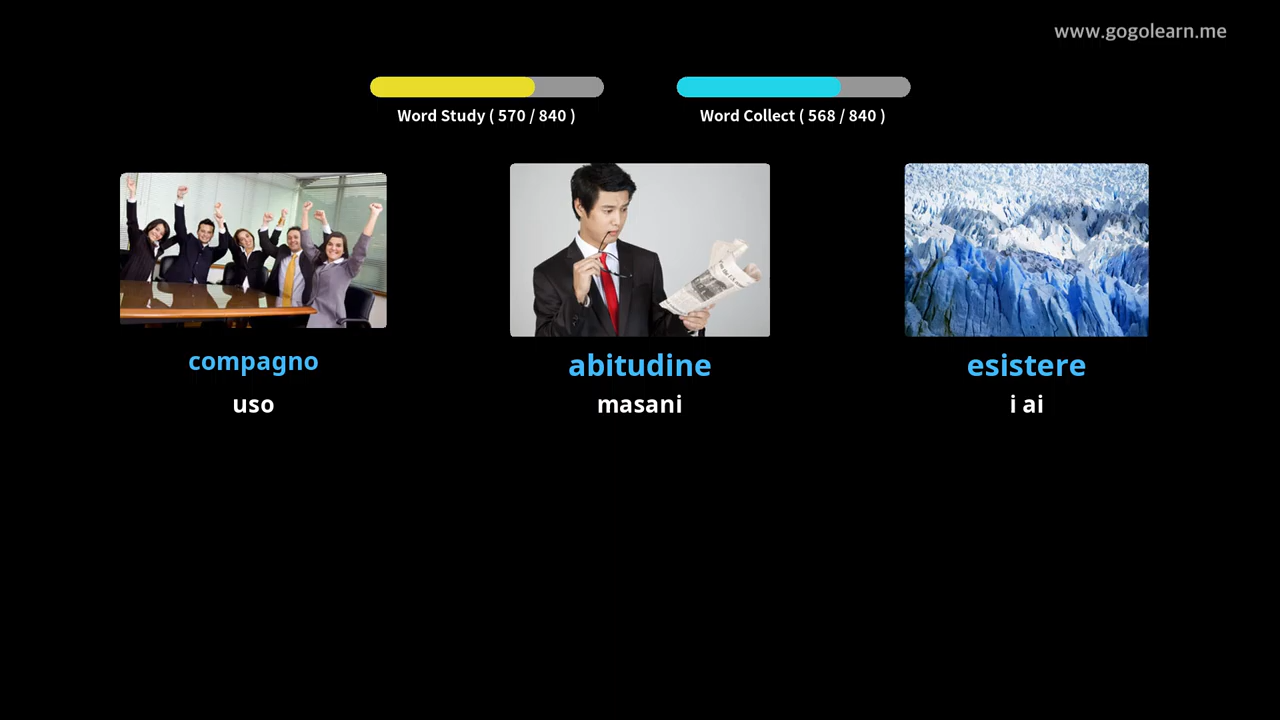 www.gogolearn.me
Word Study ( 570 / 840 )
Word Collect ( 568 / 840 )
compagno
uso
abitudine
masani
esistere
i ai